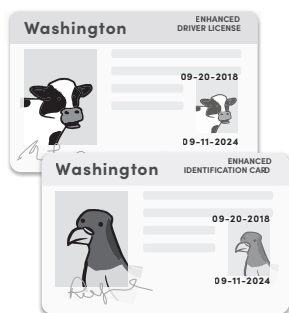 Washington
ENHANCED
DRIVER LICENSE
09-20-2018
09-11-2024
Washington
ENHANCED
IDENTIFICATION CARD
09-20-2018
09-11-2024